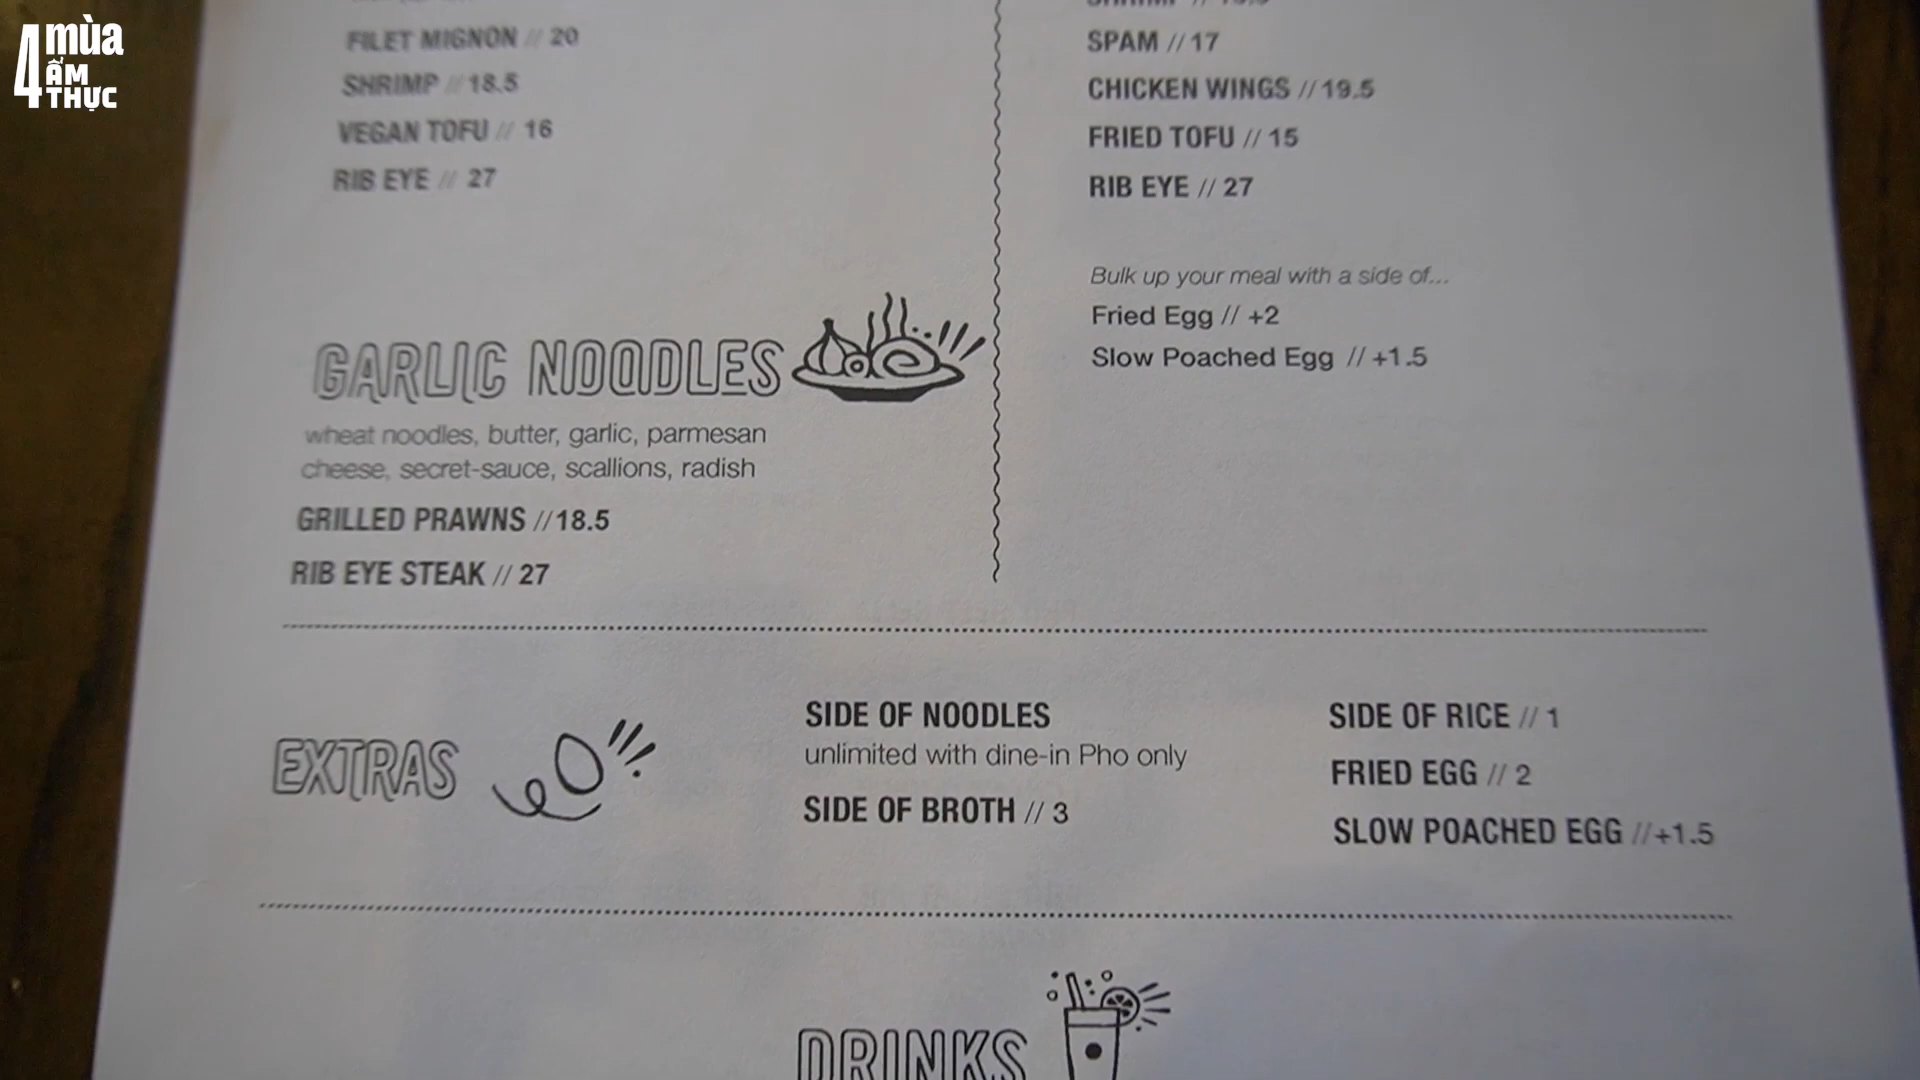 4 mùa
ẨM
THỰC
FILET MIGNON // 20
SHRIMP // 18.5
VEGAN TOFU // 16
RIB EYE // 27
GARLIC NOODLES
wheat noodles, butter, garlic, parmesan
cheese, secret-sauce, scallions, radish
GRILLED PRAWNS // 18.5
RIB EYE STEAK // 27
SPAM // 17
CHICKEN WINGS // 19.5
FRIED TOFU // 15
RIB EYE // 27
Bulk up your meal with a side of...
Fried Egg // +2
Slow Poached Egg // +1.5
EXTRAS
SIDE OF NOODLES
unlimited with dine-in Pho only
SIDE OF BROTH // 3
SIDE OF RICE // 1
FRIED EGG // 2
SLOW POACHED EGG //+1.5
DRINKS